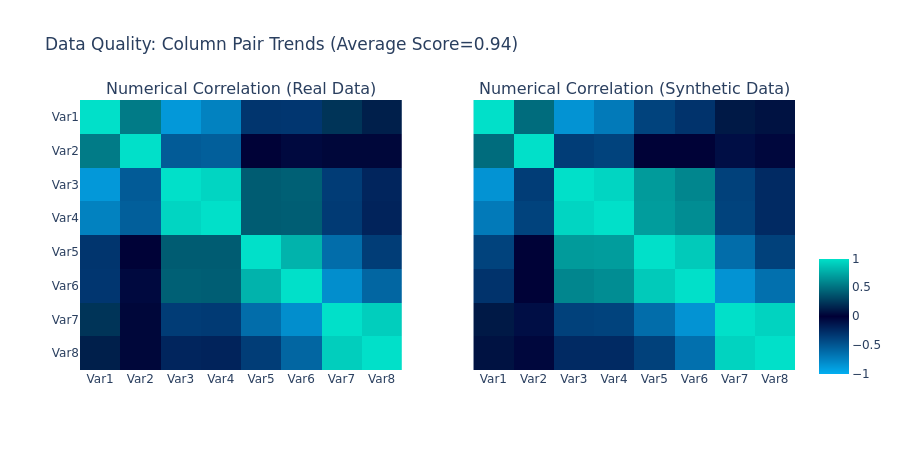 Data Quality: Column Pair Trends (Average Score=0.94)
Numerical Correlation (Real Data)
Numerical Correlation (Synthetic Data)
Var1
Var2
Var3
Var4
Var5
Var6
Var7
Var8
Var1 Var2 Var3 Var4 Var5 Var6 Var7 Var8
Var1 Var2 Var3 Var4 Var5 Var6 Var7 Var8
1
0.5
0
−0.5
−1